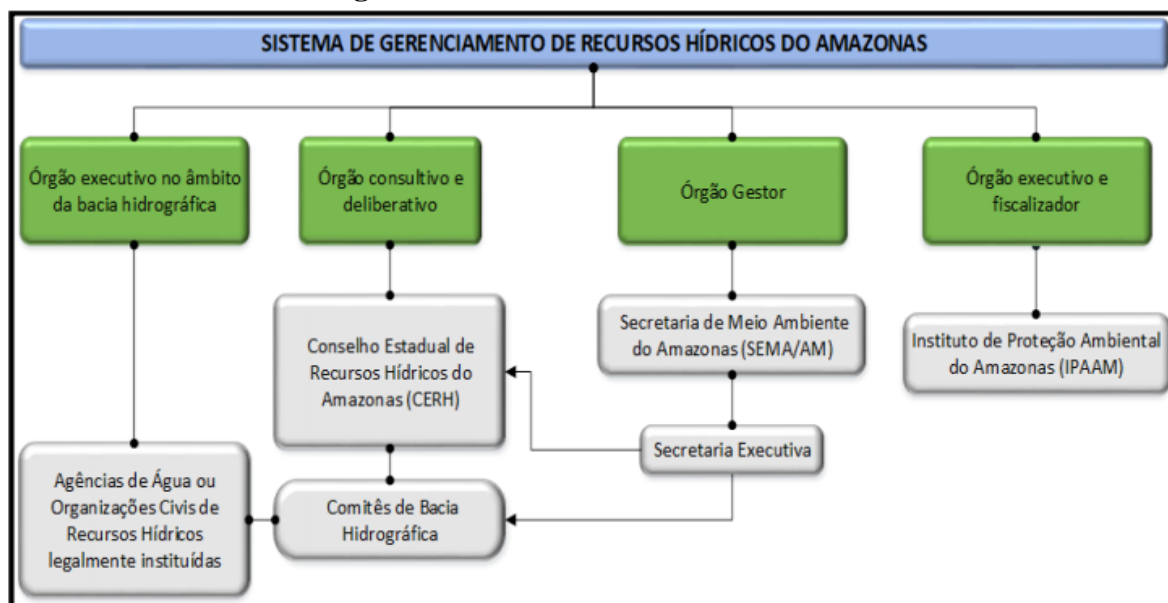 SISTEMA DE GERENCIAMENTO DE RECURSOS HÍDRICOS DO AMAZONAS
Órgão executivo no âmbito
da bacia hidrográfica
Órgão consultivo e
deliberativo
Órgão Gestor
Órgão executivo e
fiscalizador
Conselho Estadual de
Recursos Hídricos do
Amazonas (CERH)
Secretaria de Meio Ambiente
do Amazonas (SEMA/AM)
Instituto de Proteção Ambiental
do Amazonas (IPAAM)
Secretaria Executiva
Agências de Água ou
Organizações Civis de
Recursos Hídricos
legalmente instituídas
Comitês de Bacia
Hidrográfica